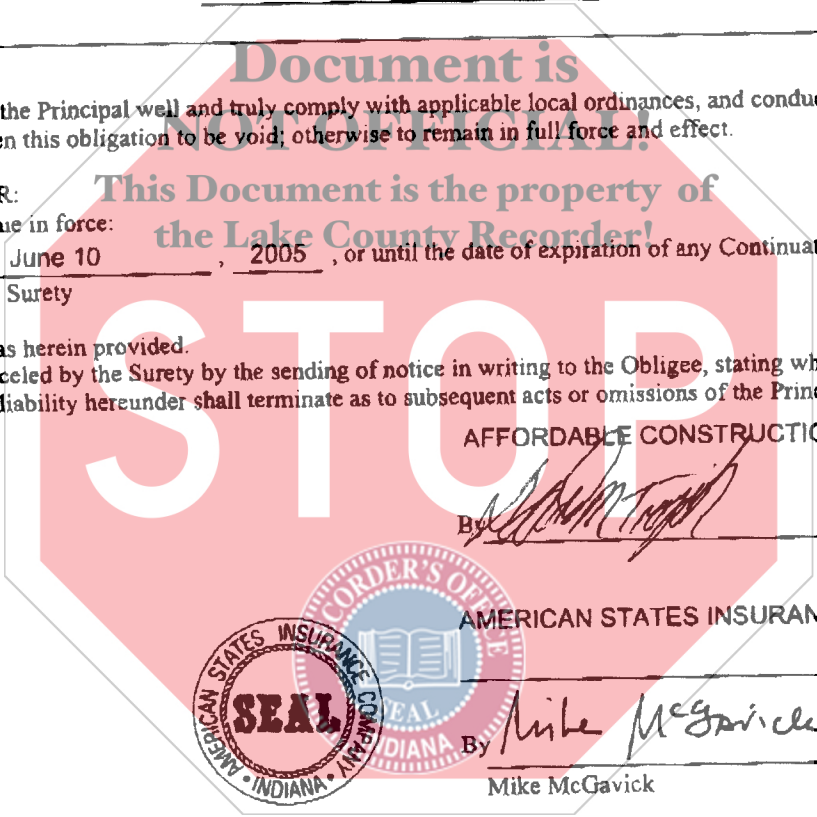 Document is
the Principal well and truly comply with applicable local ordinances, and condu
NOT OFFICIAL!
en this obligation to be void; otherwise to remain in full force and effect.
R:
This Document is the property of
ue in force:
the Lake County Recorder!
June 10 , 2005 , or until the date of expiration of any Continuat
Surety
STOP
as herein provided.
celed by the Surety by the sending of notice in writing to the Obligee, stating wh
liability hereunder shall terminate as to subsequent acts or omissions of the Prin
AFFORDABLE CONSTRUCTIO
By
AMERICAN STATES INSURAN
RECORDER'S OFFICE
SEAL
INDIANA
AMERICAN STATES INSURANCE COMPANY
SEAL
INDIANA
By Mike McGavick
Mike McGavick